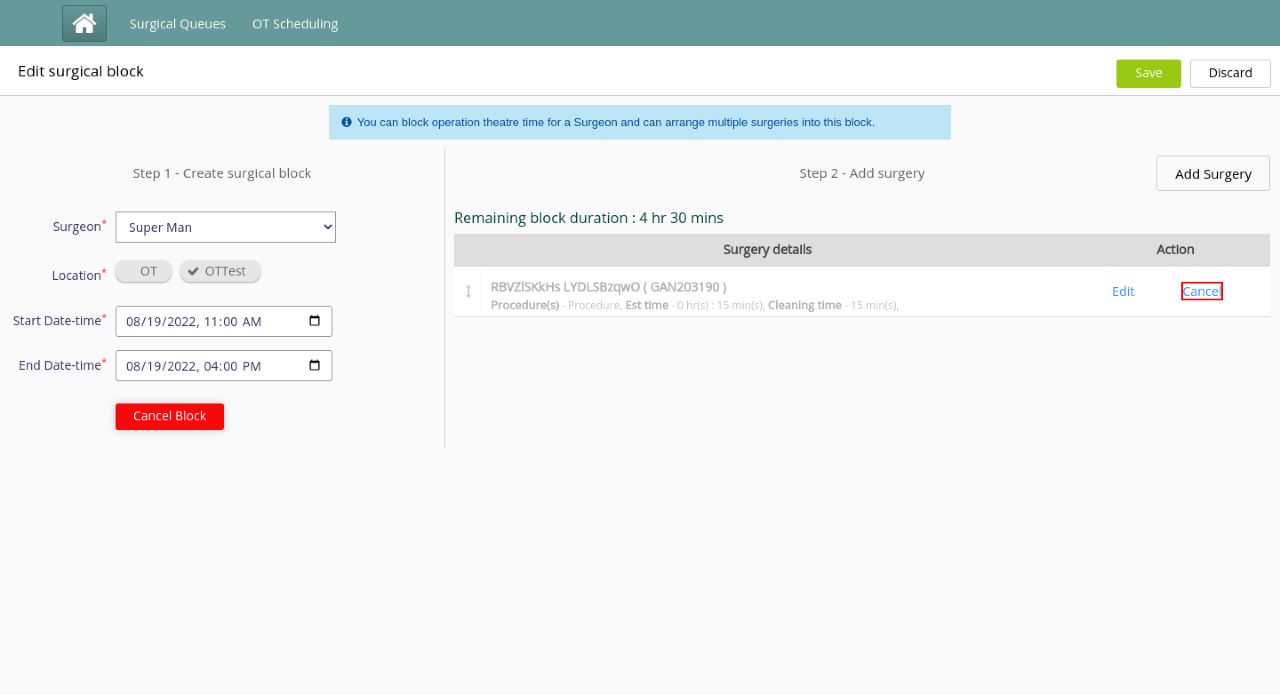 Surgical Queues OT Scheduling
Edit surgical block
Save Discard
You can block operation theatre time for a Surgeon and can arrange multiple surgeries into this block.
Step 1 - Create surgical block
Surgeon* Super Man
Location* OT OTTest
Start Date-time* 08/19/2022, 11:00 AM
End Date-time* 08/19/2022, 04:00 PM
Cancel Block
Step 2 - Add surgery
Add Surgery
Remaining block duration : 4 hr 30 mins
Surgery details Action
RBVZlSKkHs LYDLSBzqwO ( GAN203190 )
Procedure(s) - Procedure, Est time - 0 hr(s) : 15 min(s), Cleaning time - 15 min(s),
Edit Cancel